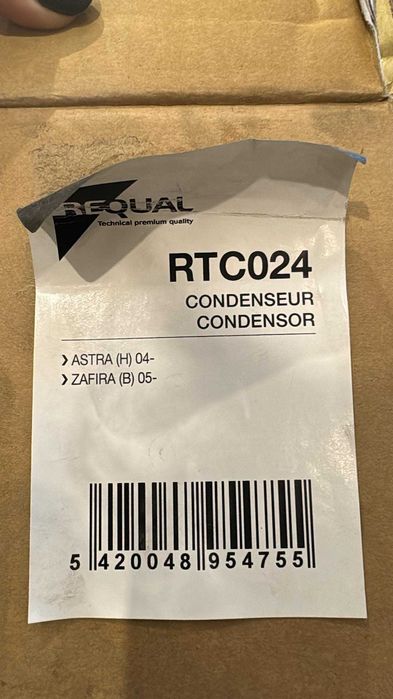 REQUAL
Technical premium quality
RTC024
CONDENSEUR
CONDENSOR
❯ ASTRA (H) 04-
❯ ZAFIRA (B) 05-
5 420048 954755